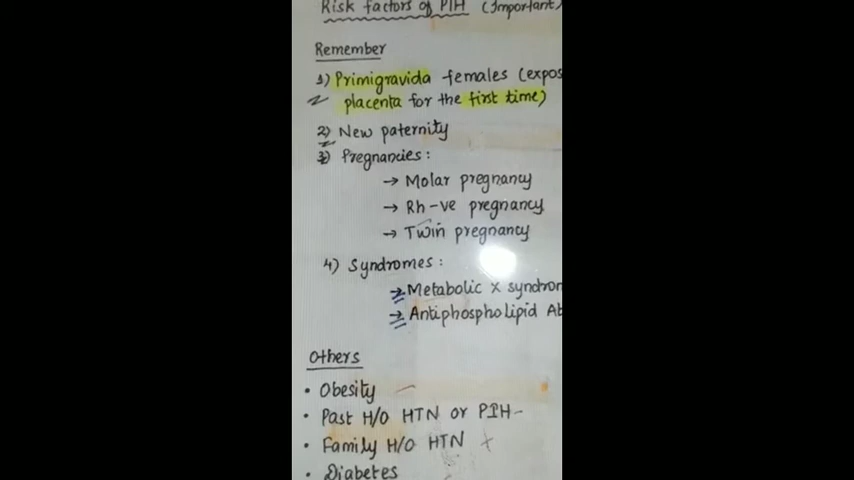 Risk factors of PIH (Important)
Remember
1) Primigravida females (expos
placenta for the first time)
2) New paternity
3) Pregnancies:
→ Molar pregnancy
→ Rh-ve pregnancy
→ Twin pregnancy
4) Syndromes:
→ Metabolic X syndrom
→ Antiphospholipid Ab
Others
• Obesity
• Past H/O HTN or PIH-
• Family H/O HTN
• Diabetes